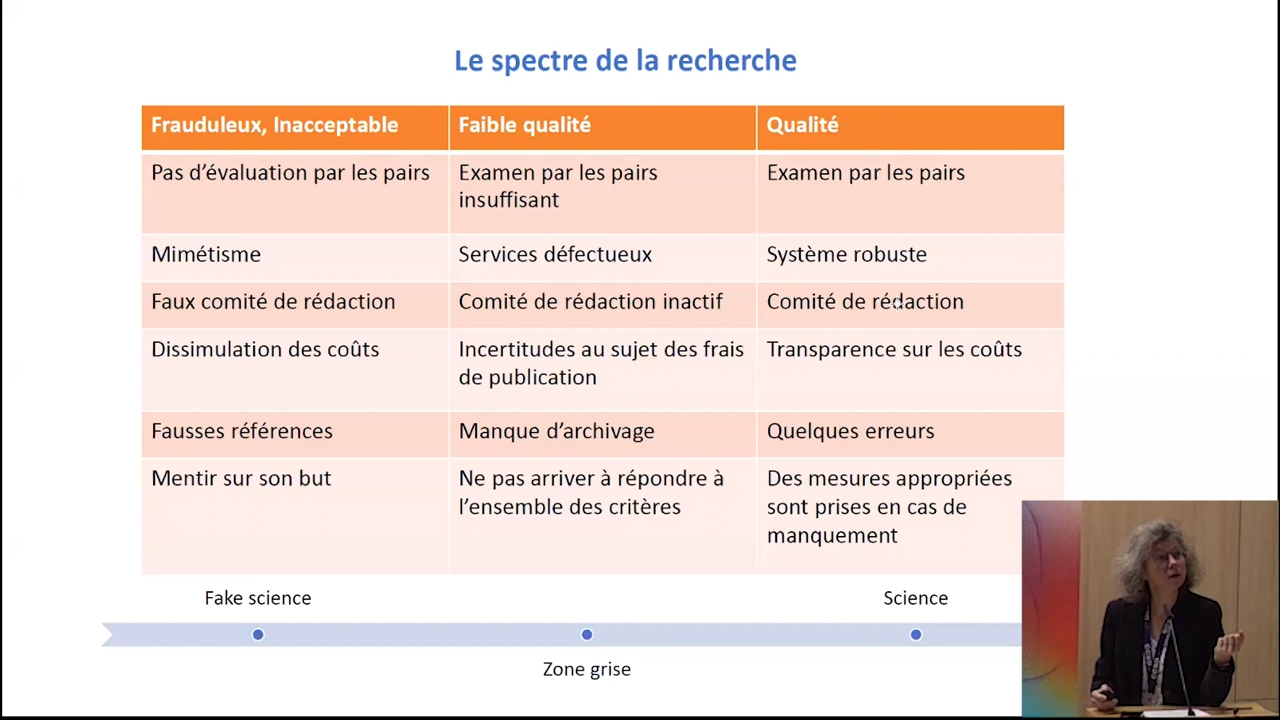 Le spectre de la recherche
Frauduleux, Inacceptable
Faible qualité
Qualité
Pas d’évaluation par les pairs
Examen par les pairs
insuffisant
Examen par les pairs
Mimétisme
Services défectueux
Système robuste
Faux comité de rédaction
Comité de rédaction inactif
Comité de rédaction
Dissimulation des coûts
Incertitudes au sujet des frais
de publication
Transparence sur les coûts
Fausses références
Manque d’archivage
Quelques erreurs
Mentir sur son but
Ne pas arriver à répondre à
l’ensemble des critères
Des mesures appropriées
sont prises en cas de
manquement
Fake science
Science
Zone grise